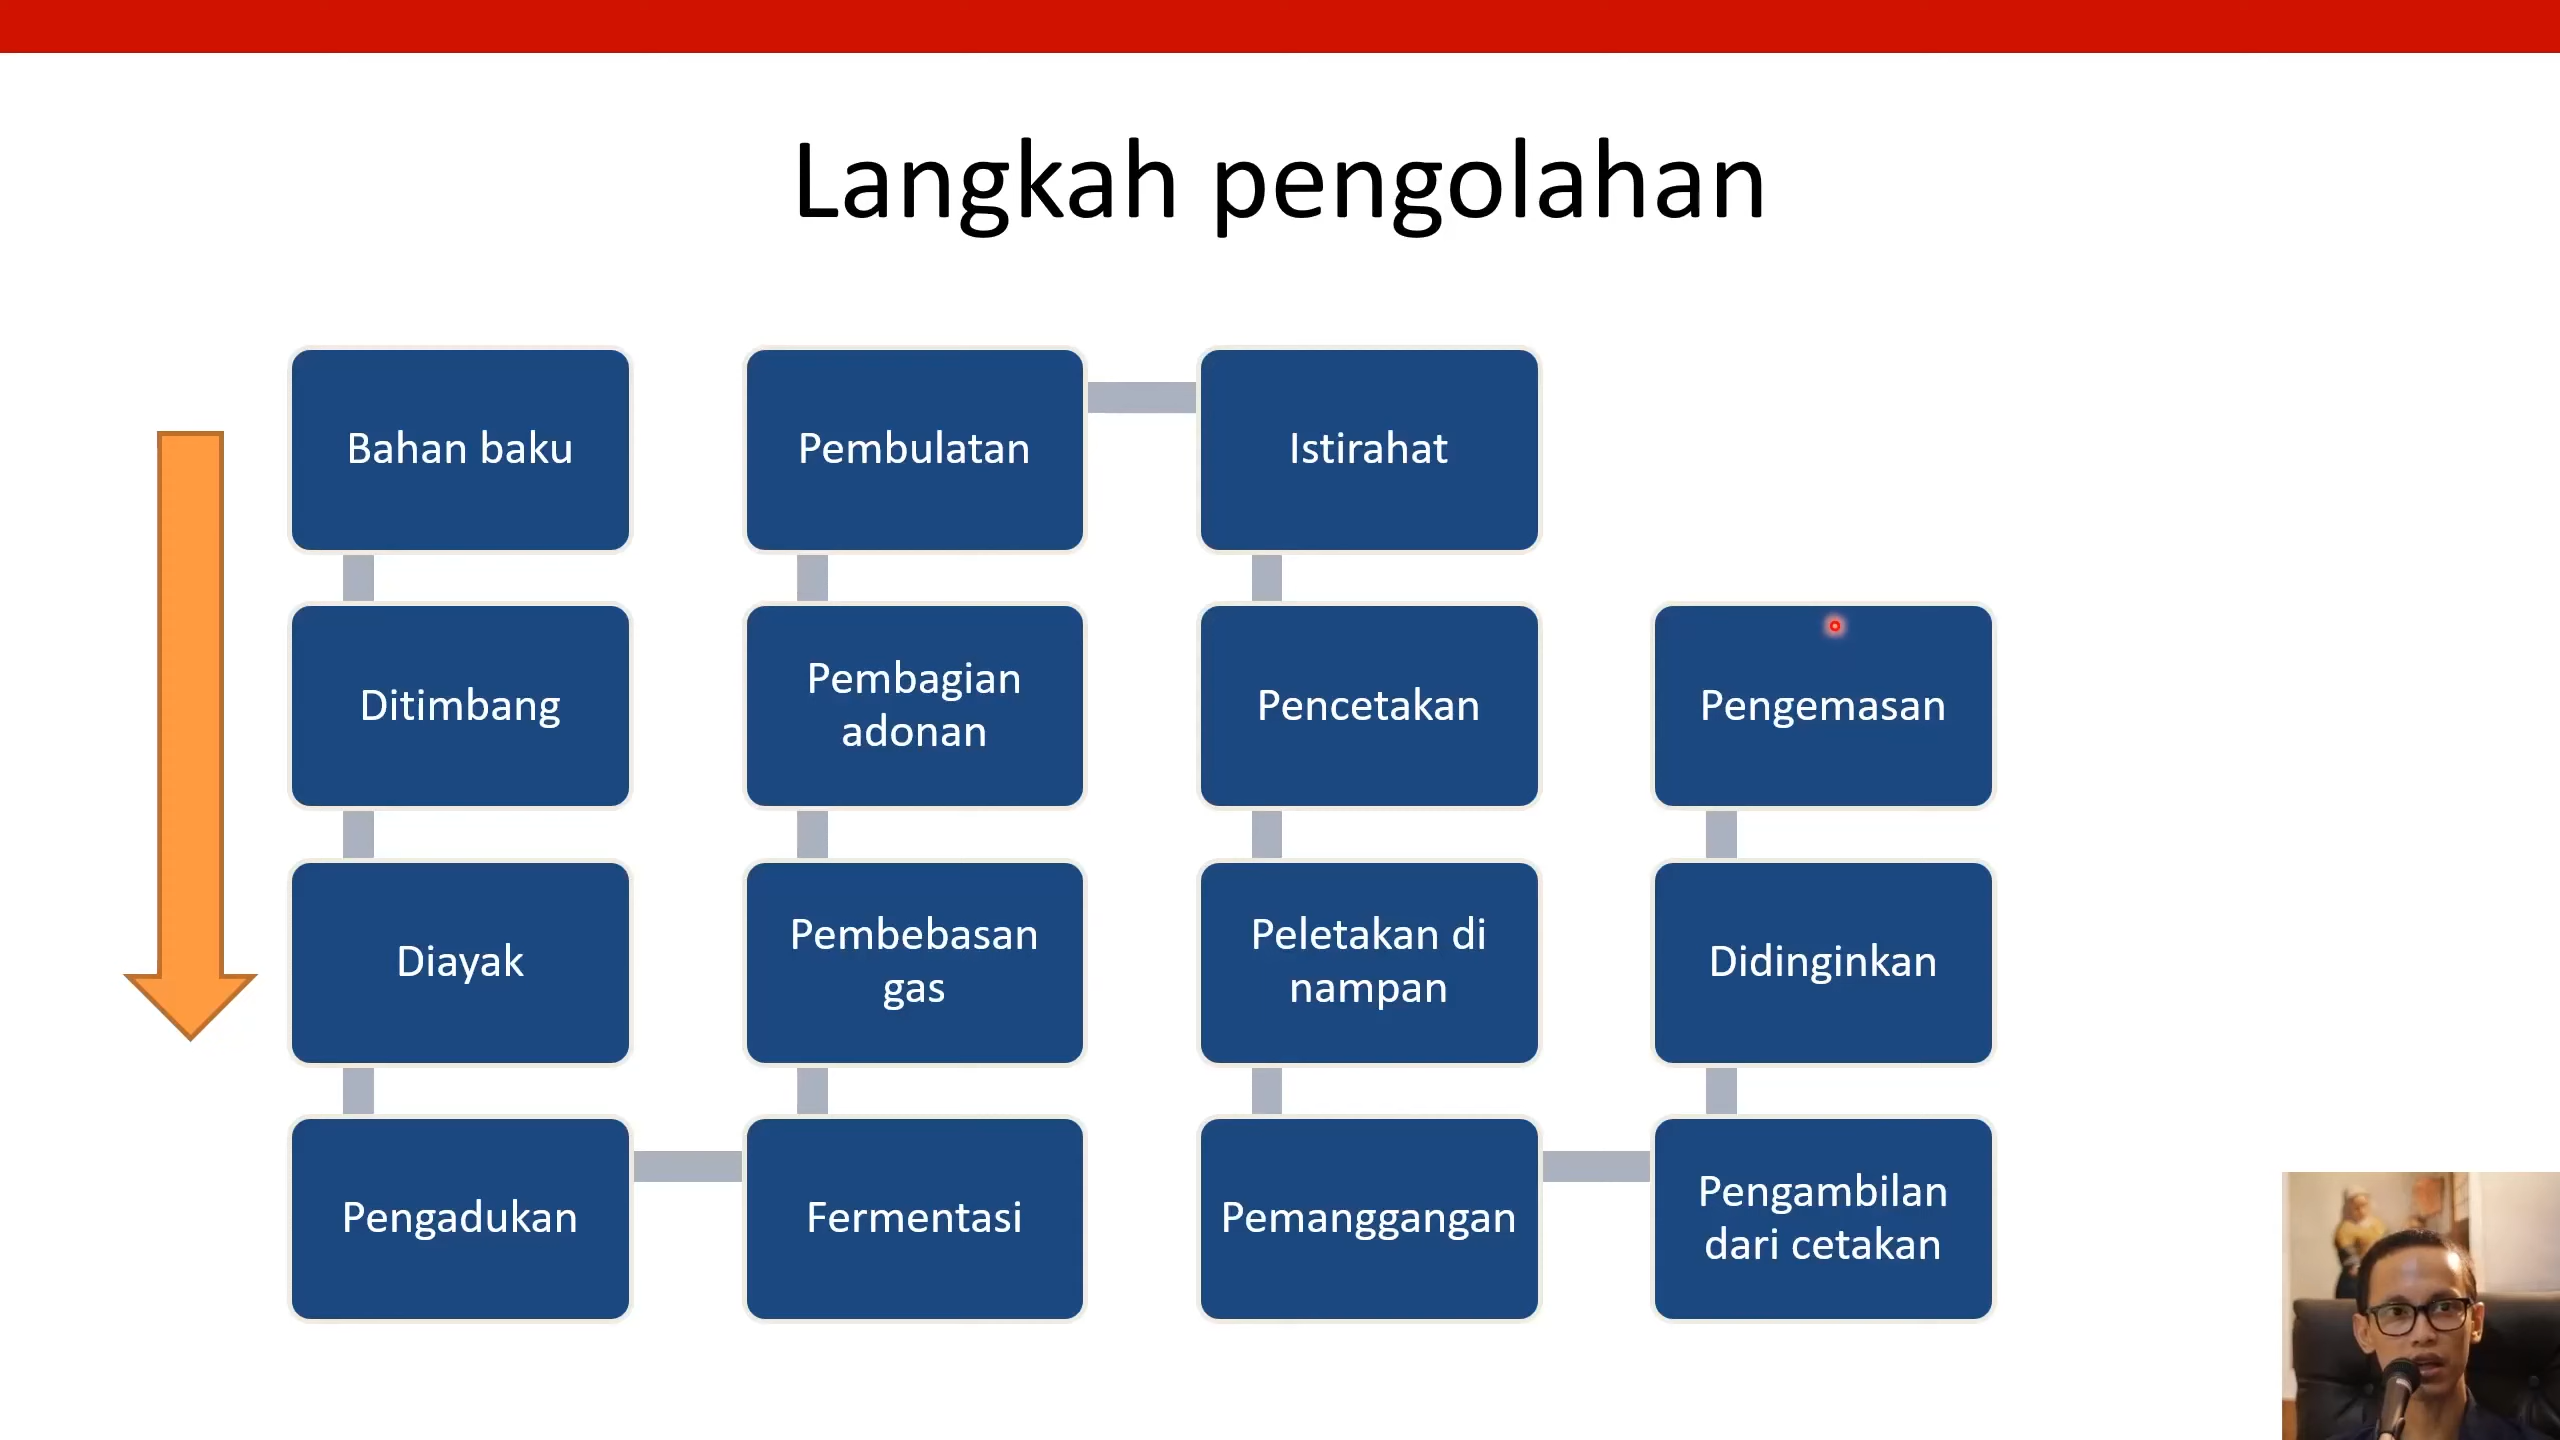 Langkah pengolahan
Bahan baku
Ditimbang
Diayak
Pengadukan
Fermentasi
Pembebasan
gas
Pembagian
adonan
Pembulatan
Istirahat
Pencetakan
Peletakan di
nampan
Pemanggangan
Pengambilan
dari cetakan
Didinginkan
Pengemasan